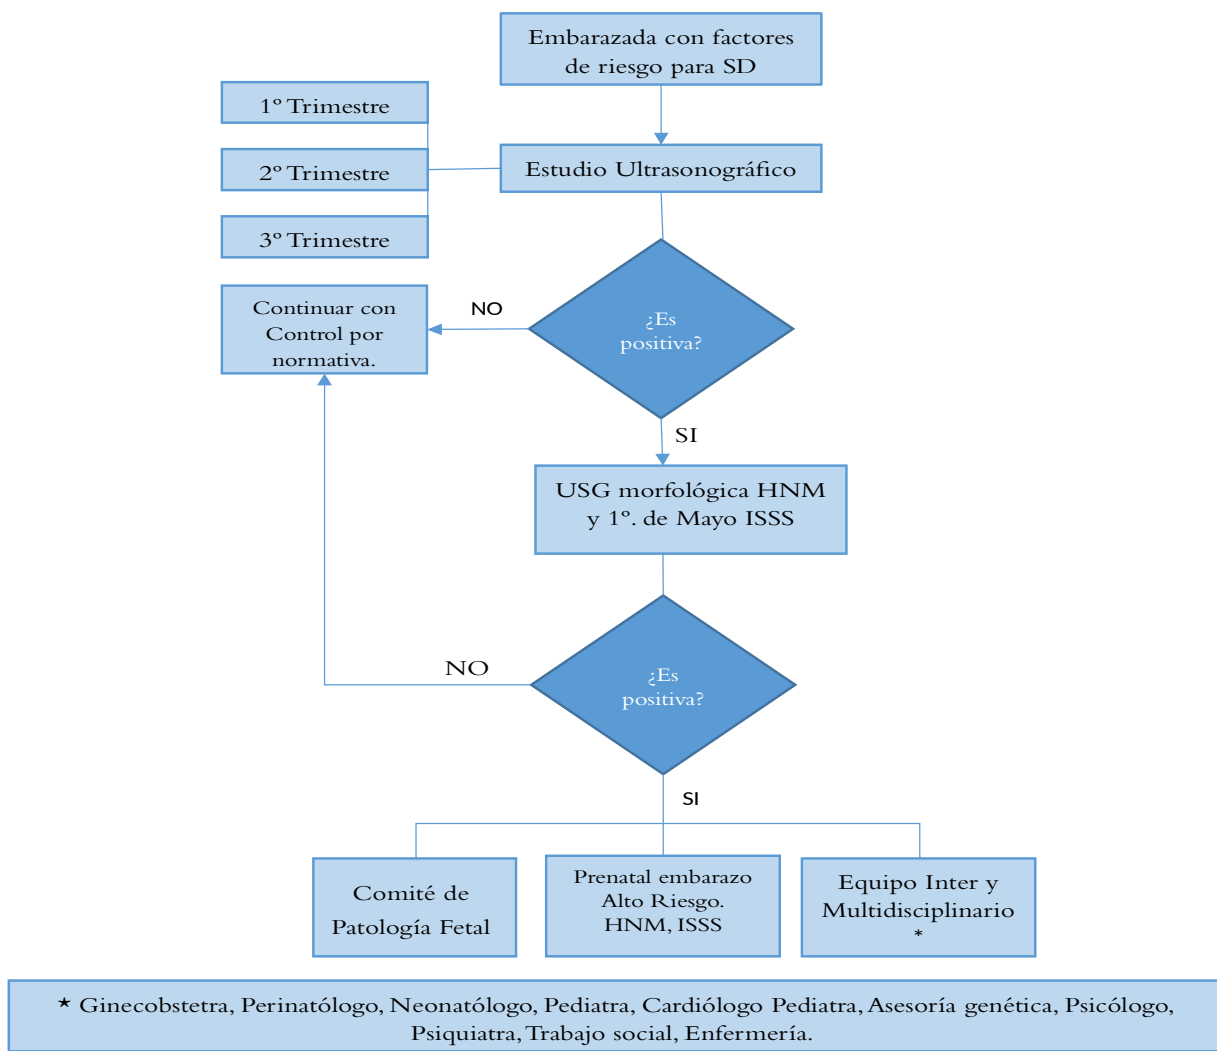 Embarazada con factores
de riesgo para SD
1º Trimestre
2º Trimestre
3º Trimestre
Estudio Ultrasonográfico
¿Es
positiva?
NO
Continuar con
Control por
normativa.
SI
USG morfológica HNM
y 1º. de Mayo ISSS
¿Es
positiva?
NO
SI
Comité de
Patología Fetal
Prenatal embarazo
Alto Riesgo.
HNM, ISSS
Equipo Inter y
Multidisciplinario
*
* Ginecobstetra, Perinatólogo, Neonatólogo, Pediatra, Cardiólogo Pediatra, Asesoría genética, Psicólogo,
Psiquiatra, Trabajo social, Enfermería.